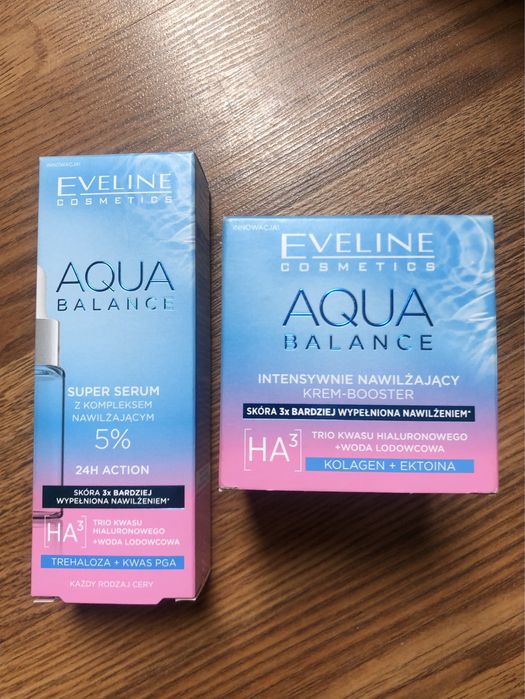 INNOWACJA!
EVELINE
COSMETICS
AQUA
BALANCE
SUPER SERUM
Z KOMPLEKSEM
NAWILŻAJĄCYM
5%
24H ACTION
SKÓRA 3x BARDZIEJ
WYPEŁNIONA NAWILŻENIEM*
[HA³]
TRIO KWASU
HIALURONOWEGO
+WODA LODOWCOWA
TREHALOZA + KWAS PGA
KAŻDY RODZAJ CERY
INNOWACJA!
EVELINE
COSMETICS
AQUA
BALANCE
INTENSYWNIE NAWILŻAJĄCY
KREM-BOOSTER
SKÓRA 3x BARDZIEJ WYPEŁNIONA NAWILŻENIEM*
[HA³]
TRIO KWASU HIALURONOWEGO
+WODA LODOWCOWA
KOLAGEN + EKTOINA